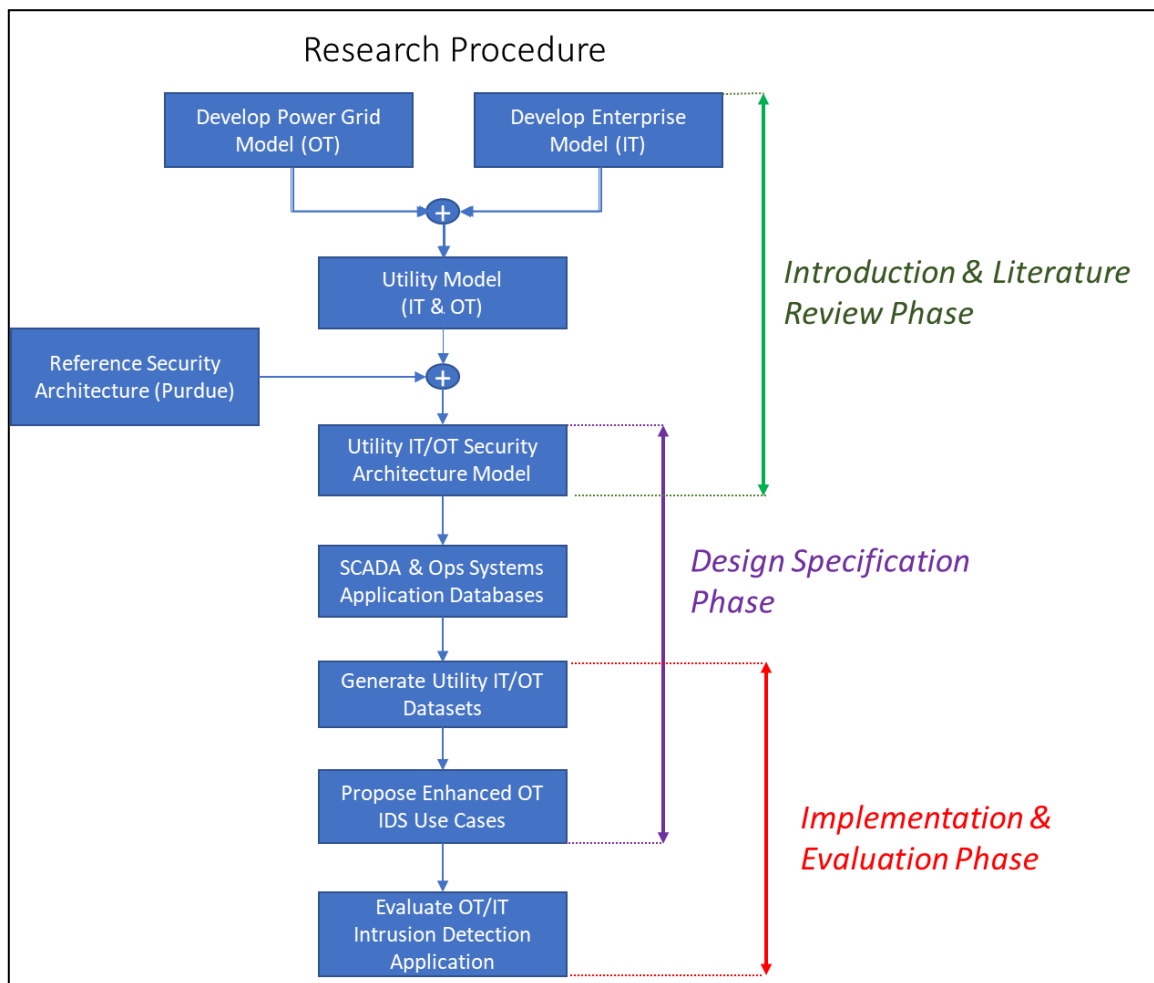 Research Procedure
Develop Power Grid
Model (OT)
Develop Enterprise
Model (IT)
+
Utility Model
(IT & OT)
Introduction & Literature
Review Phase
Reference Security
Architecture (Purdue)
+
Utility IT/OT Security
Architecture Model
SCADA & Ops Systems
Application Databases
Design Specification
Phase
Generate Utility IT/OT
Datasets
Propose Enhanced OT
IDS Use Cases
Implementation &
Evaluation Phase
Evaluate OT/IT
Intrusion Detection
Application